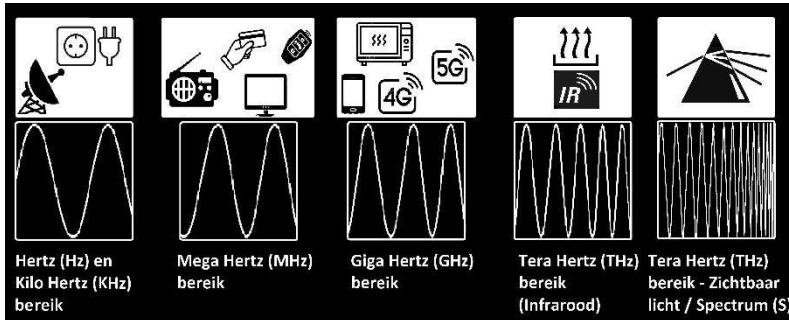 4G
5G
IR
Hertz (Hz) en
Kilo Hertz (KHz)
bereik
Mega Hertz (MHz)
bereik
Giga Hertz (GHz)
bereik
Tera Hertz (THz)
bereik
(Infrarood)
Tera Hertz (THz)
bereik - Zichtbaar
licht / Spectrum (S)